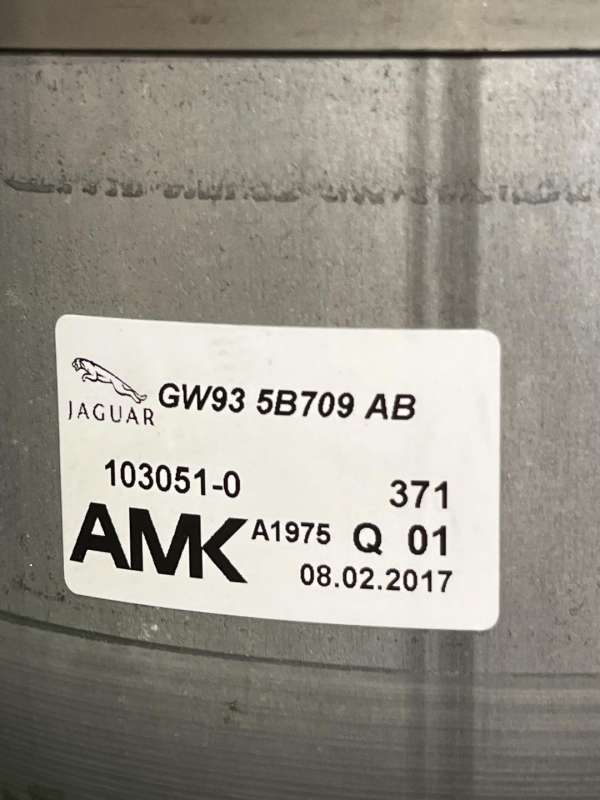 JAGUAR
GW93 5B709 AB
103051-0
371
AMK A1975 Q 01
08.02.2017